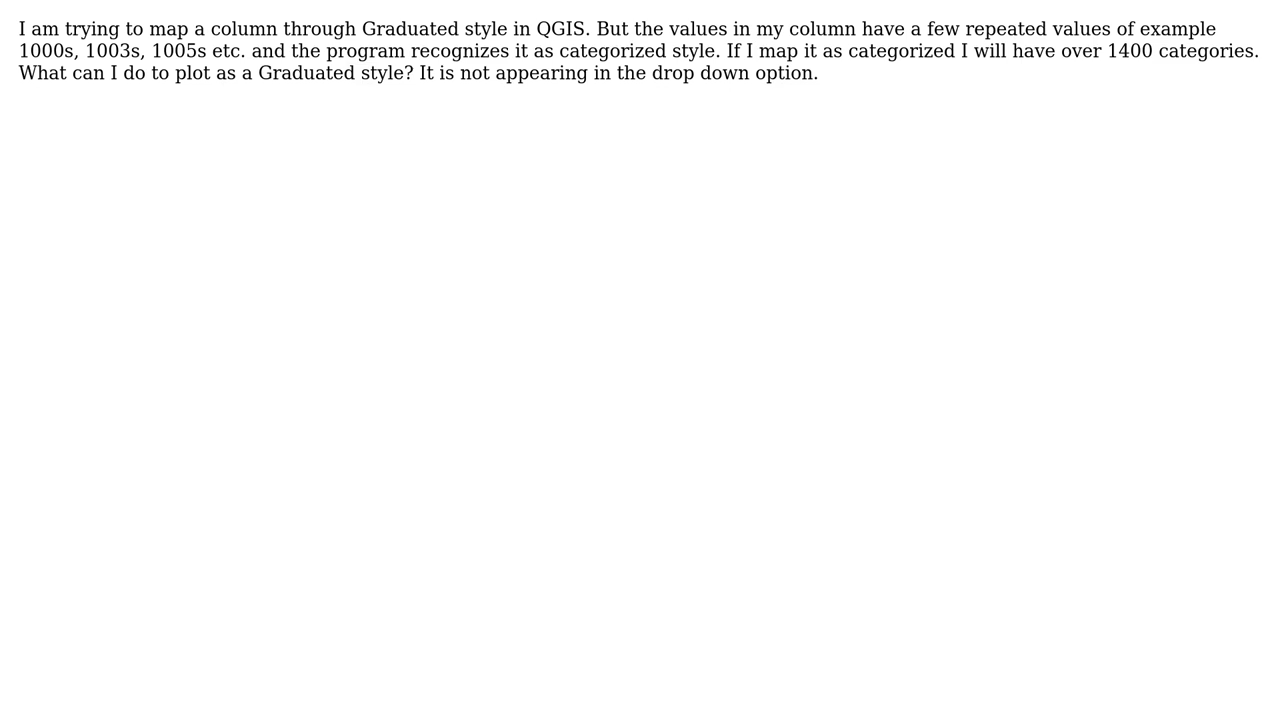 I am trying to map a column through Graduated style in QGIS. But the values in my column have a few repeated values of example
1000s, 1003s, 1005s etc. and the program recognizes it as categorized style. If I map it as categorized I will have over 1400 categories.
What can I do to plot as a Graduated style? It is not appearing in the drop down option.